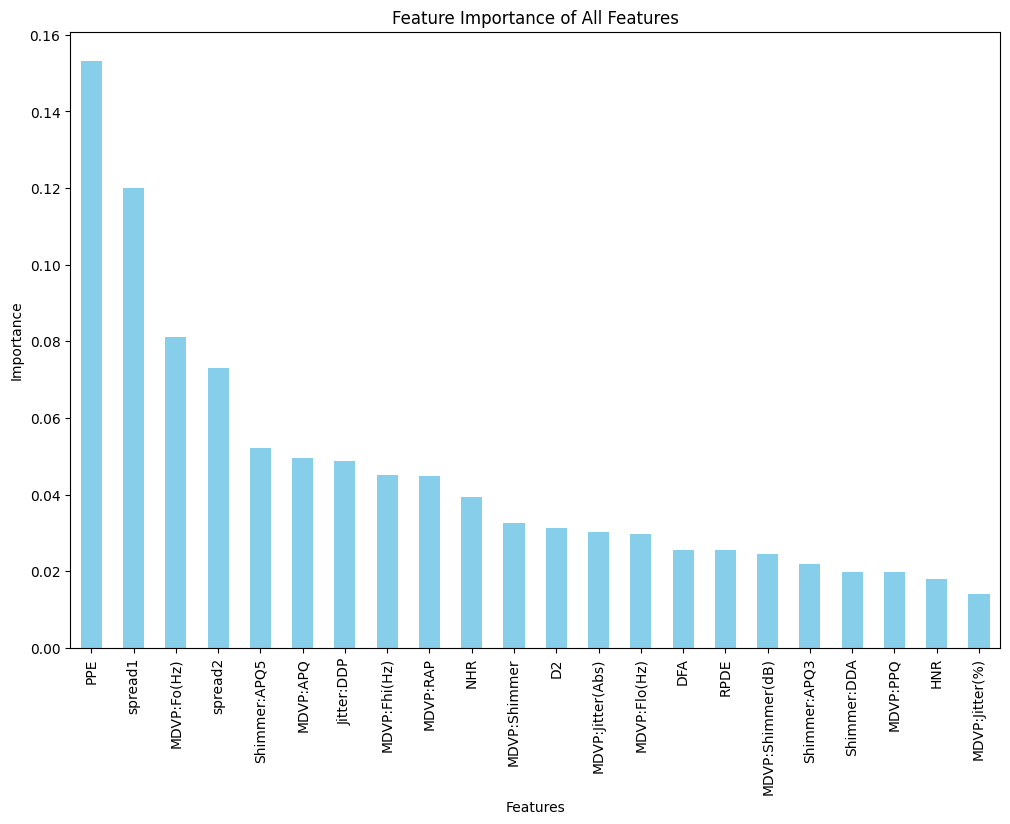 Feature Importance of All Features
0.16
0.14
0.12
0.10
0.08
0.06
0.04
0.02
0.00
Importance
PPE
spread1
MDVP:Fo(Hz)
spread2
Shimmer:APQ5
MDVP:APQ
Jitter:DDP
MDVP:Fhi(Hz)
MDVP:RAP
NHR
MDVP:Shimmer
D2
MDVP:Jitter(Abs)
MDVP:Flo(Hz)
DFA
RPDE
MDVP:Shimmer(dB)
Shimmer:APQ3
Shimmer:DDA
MDVP:PPQ
HNR
MDVP:Jitter(%)
Features